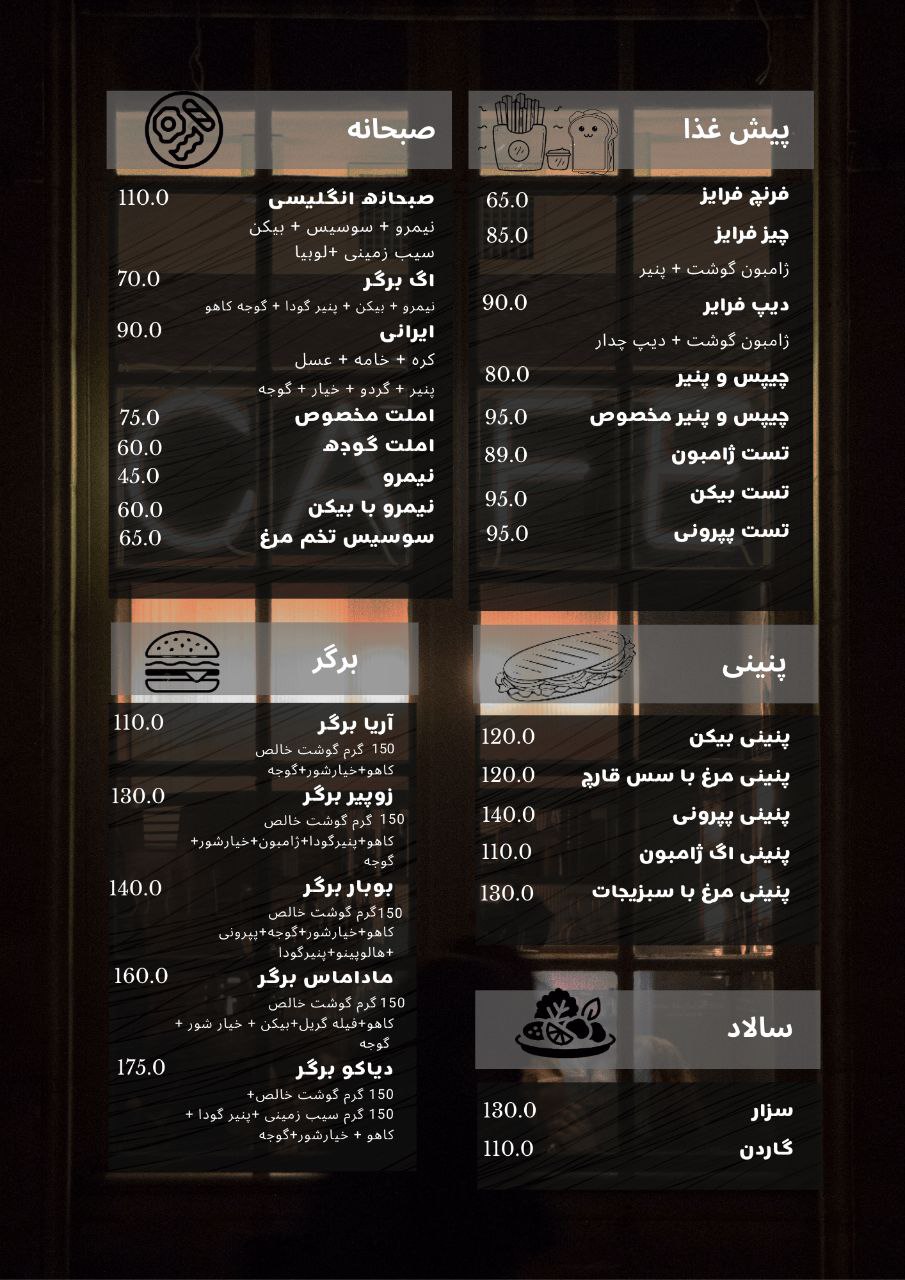 پیش غذا
فرنچ فرایز 65.0
چیز فرایز 85.0
ژامبون گوشت + پنیر
دیپ فرایر 90.0
ژامبون گوشت + دیپ چدار
چیپس و پنیر 80.0
چیپس و پنیر مخصوص 95.0
تست ژامبون 89.0
تست بیکن 95.0
تست پپرونی 95.0
صبحانه
صبحانه انگلیسی 110.0
نیمرو + سوسیس + بیکن
سیب زمینی +لوبیا
اگ برگر 70.0
نیمرو + بیکن + پنیر گودا + گوجه کاهو
ایرانی 90.0
کره + خامه + عسل
پنیر + گردو + خیار + گوجه
املت مخصوص 75.0
املت گوجه 60.0
نیمرو 45.0
نیمرو با بیکن 60.0
سوسیس تخم مرغ 65.0
CAFE
پنینی
پنینی بیکن 120.0
پنینی مرغ با سس قارچ 120.0
پنینی پپرونی 140.0
پنینی اگ ژامبون 110.0
پنینی مرغ با سبزیجات 130.0
برگر
آریا برگر 110.0
150 گرم گوشت خالص
کاهو+خیارشور+گوجه
زوپیر برگر 130.0
150 گرم گوشت خالص
کاهو+پنیرگودا+ژامبون+خیارشور+
گوجه
بوبار برگر 140.0
150گرم گوشت خالص
کاهو+خیارشور+گوجه+پپرونی
+هالوپینو+پنیرگودا
ماداماس برگر 160.0
150 گرم گوشت خالص
کاهو+فیله گریل+بیکن + خیار شور +
گوجه
دیاکو برگر 175.0
150 گرم گوشت خالص+
150 گرم سیب زمینی +پنیر گودا +
کاهو + خیارشور+گوجه
سالاد
سزار 130.0
گاردن 110.0